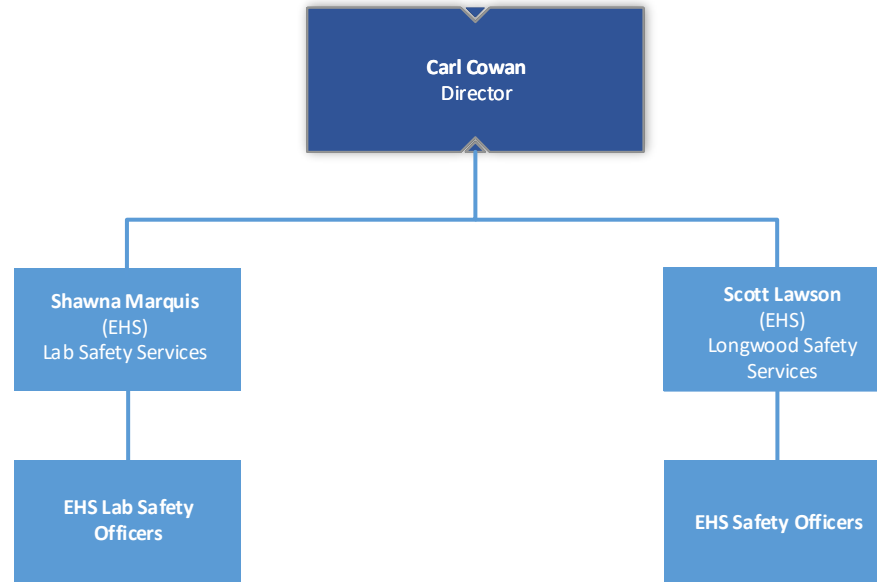 Carl Cowan
Director
Shawna Marquis
(EHS)
Lab Safety Services
Scott Lawson
(EHS)
Longwood Safety
Services
EHS Lab Safety
Officers
EHS Safety Officers